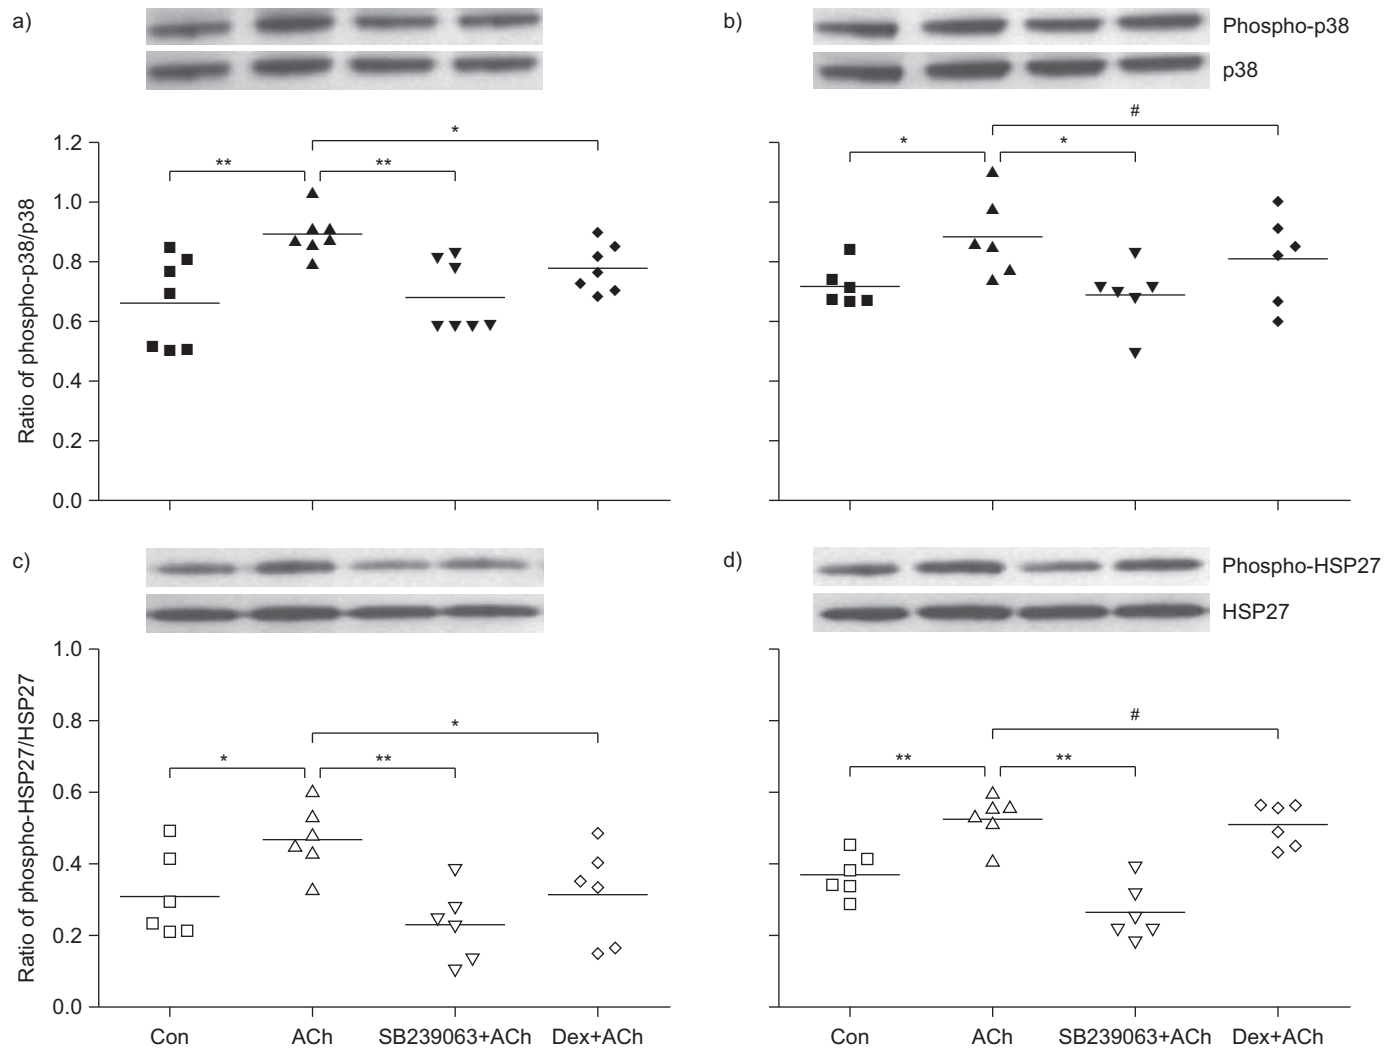 a)
b)
Phospho-p38
p38
#
*
**
**
*
*
1.2
1.0
0.8
0.6
0.4
0.2
0.0
Ratio of phospho-p38/p38
c)
d)
Phospho-HSP27
HSP27
*
#
*
**
**
**
1.0
0.8
0.6
0.4
0.2
0.0
Ratio of phospho-HSP27/HSP27
Con ACh SB239063+ACh Dex+ACh
Con ACh SB239063+ACh Dex+ACh